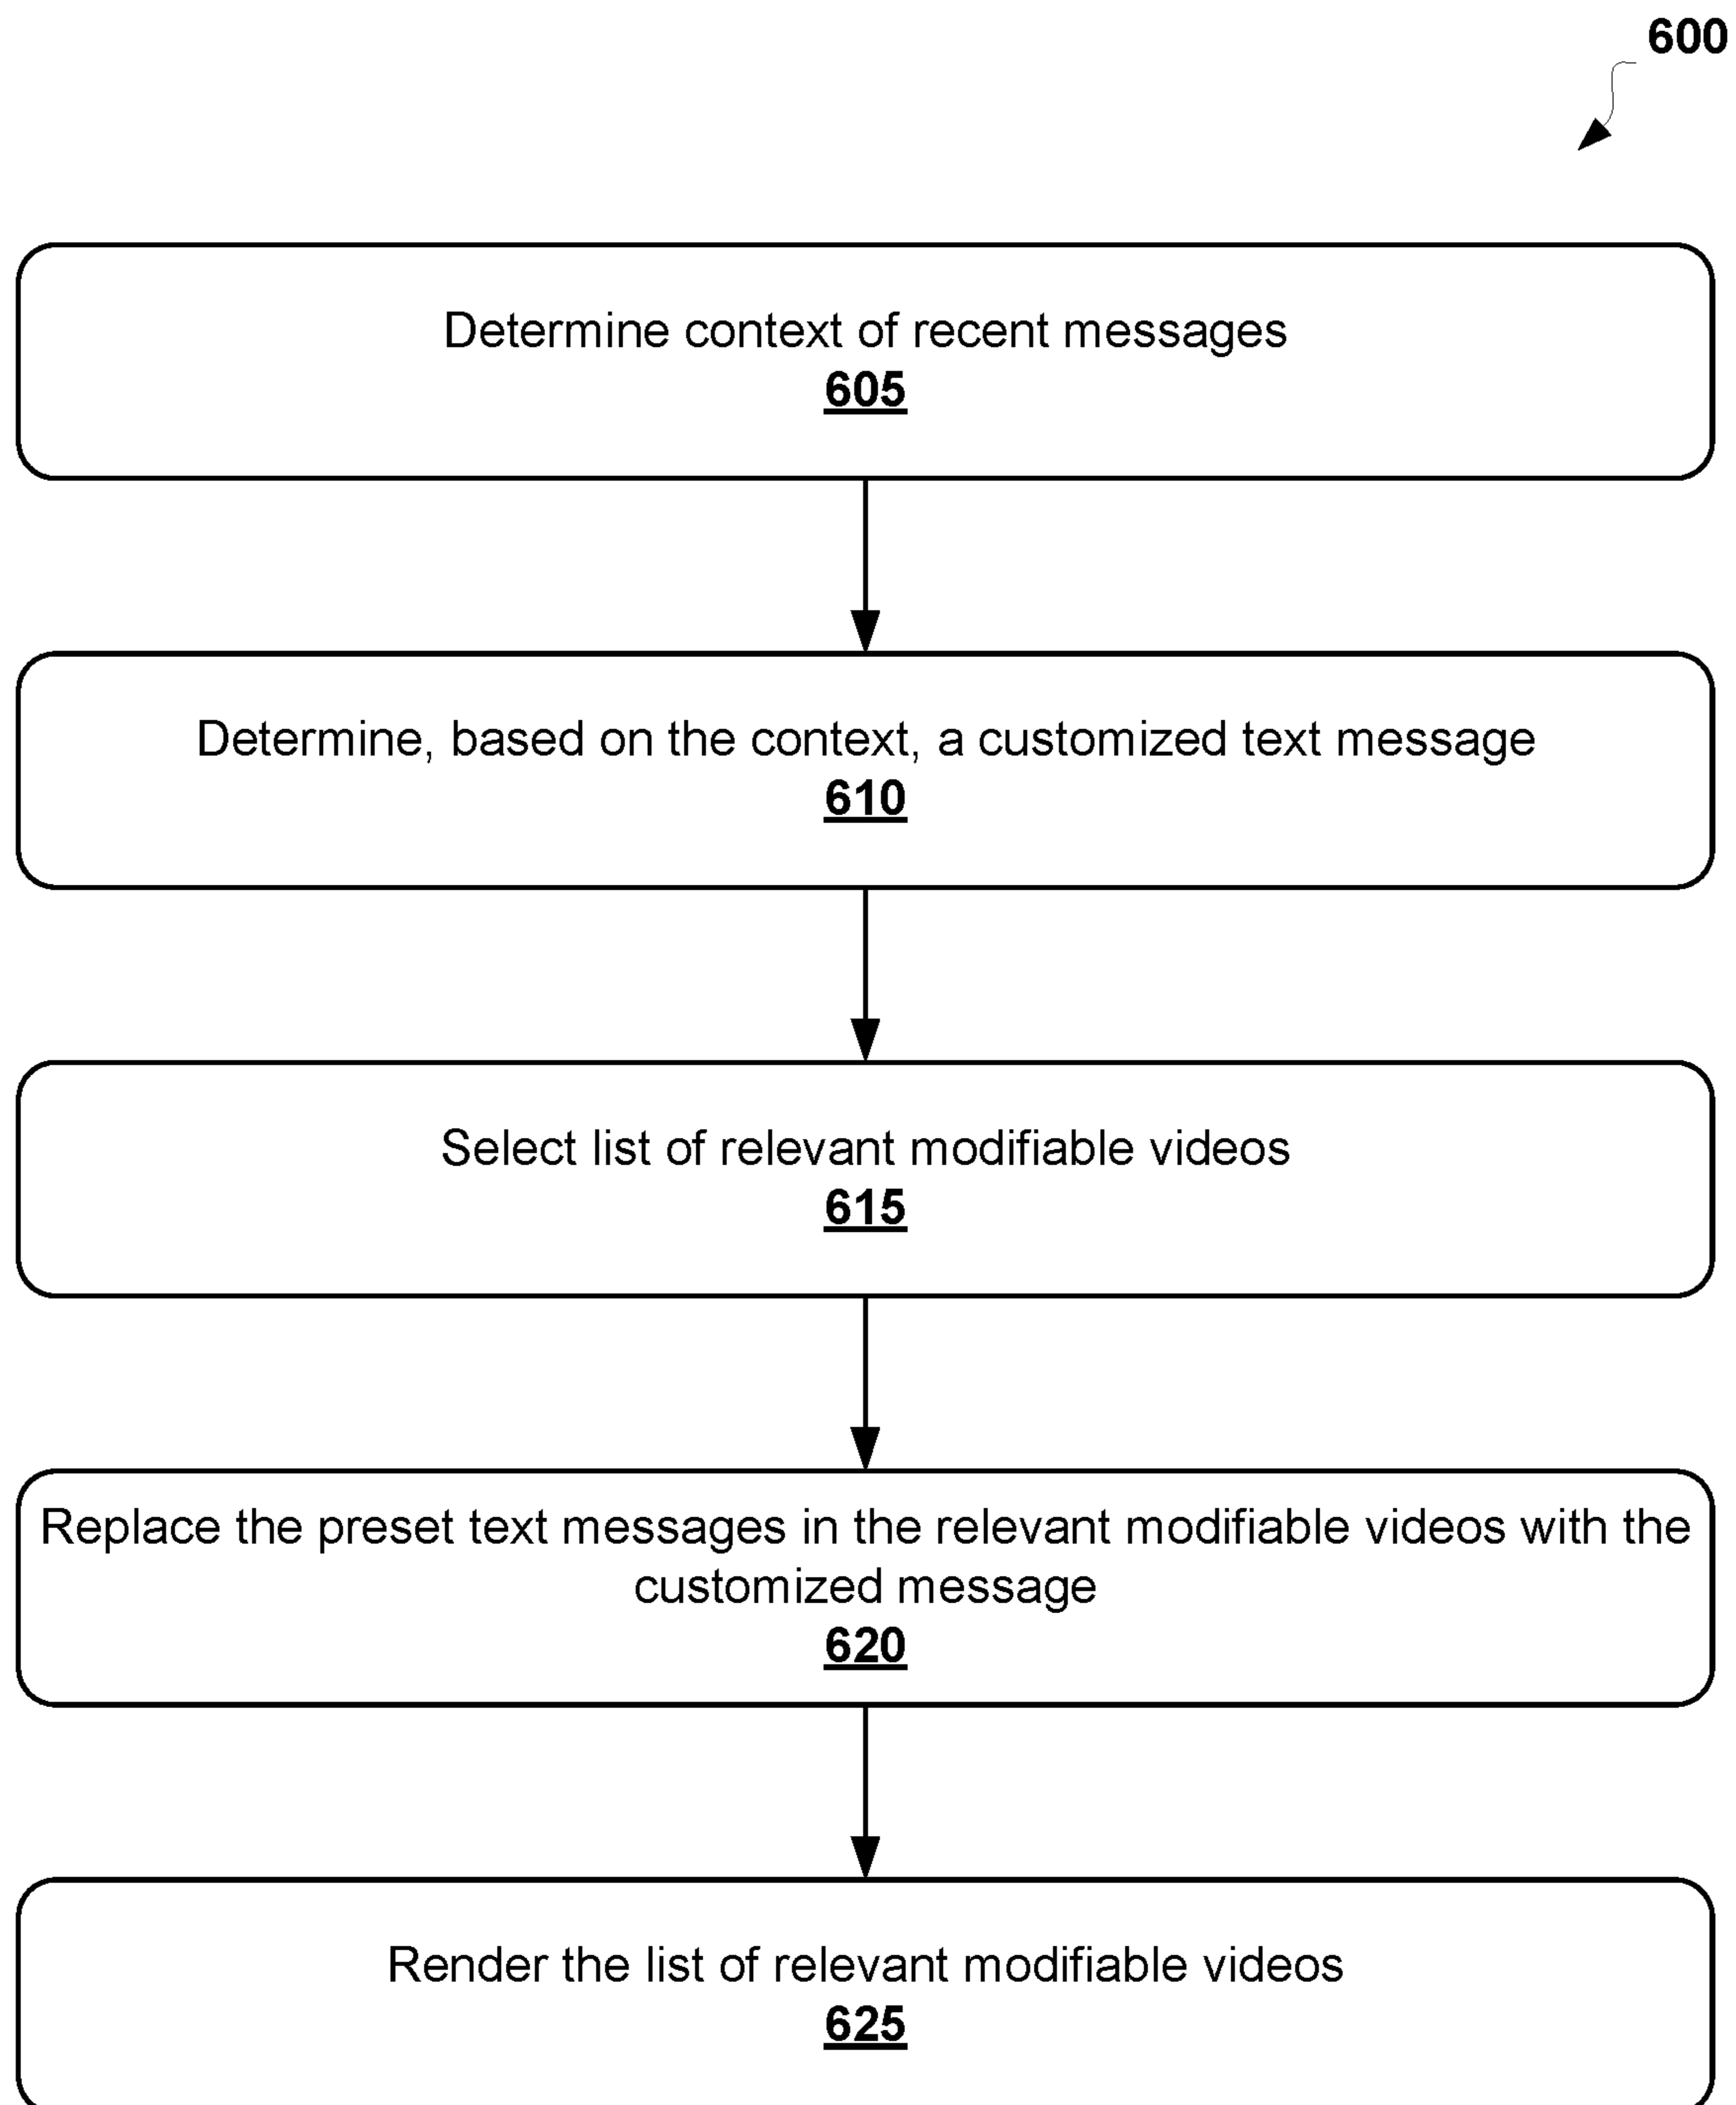 600
Determine context of recent messages
605
Determine, based on the context, a customized text message
610
Select list of relevant modifiable videos
615
Replace the preset text messages in the relevant modifiable videos with the
customized message
620
Render the list of relevant modifiable videos
625